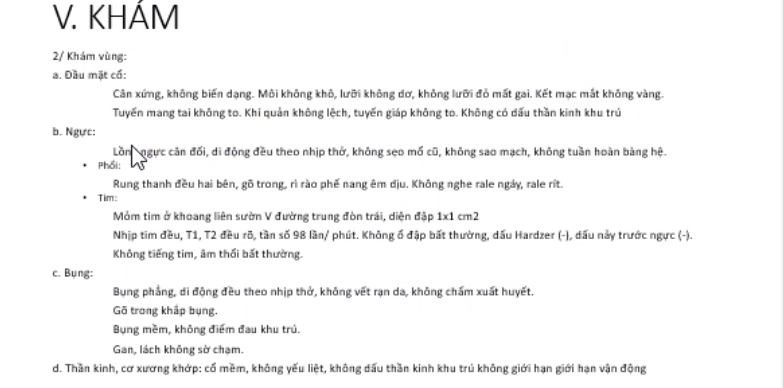 V. KHÁM
2/ Khám vùng:
a. Đầu mặt cổ:
Cân xứng, không biến dạng. Môi không khô, lưỡi không dơ, không lưỡi đỏ mất gai. Kết mạc mắt không vàng.
Tuyến mang tai không to. Khí quản không lệch, tuyến giáp không to. Không có dấu thần kinh khu trú
b. Ngực:
ngực cân đối, di động đều theo nhịp thở, không sẹo mổ cũ, không sao mạch, không tuần hoàn bàng hệ.
• Phổi:
Rung thanh đều hai bên, gõ trong, rì rào phế nang êm dịu. Không nghe rale ngáy, rale rít.
• Tim:
Mỏm tim ở khoang liên sườn V đường trung đòn trái, diện đập 1x1 cm2
Nhịp tim đều, T1, T2 đều rõ, tần số 98 lần/ phút. Không ổ đập bất thường, dấu Hardzer (-), dấu nảy trước ngực (-).
Không tiếng tim, âm thổi bất thường.
c. Bụng:
Bụng phẳng, di động đều theo nhịp thở, không vết rạn da, không chấm xuất huyết.
Gõ trong khắp bụng.
Bụng mềm, không điểm đau khu trú.
Gan, lách không sờ chạm.
d. Thần kinh, cơ xương khớp: cổ mềm, không yếu liệt, không dấu thần kinh khu trú không giới hạn giới hạn vận động